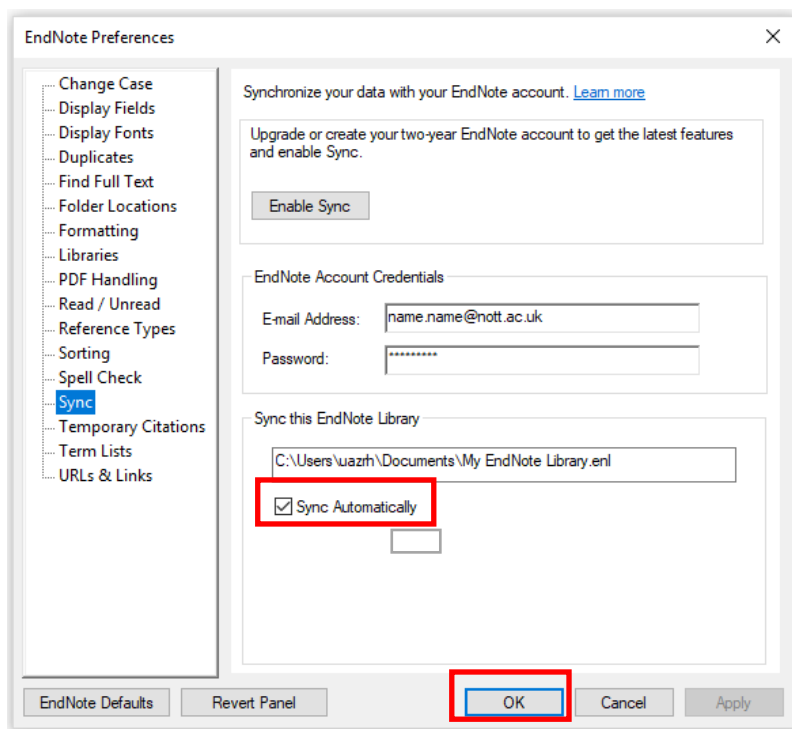 EndNote Preferences
Change Case
Display Fields
Display Fonts
Duplicates
Find Full Text
Folder Locations
Formatting
Libraries
PDF Handling
Read / Unread
Reference Types
Sorting
Spell Check
Sync
Temporary Citations
Term Lists
URLs & Links
Synchronize your data with your EndNote account. Learn more
Upgrade or create your two-year EndNote account to get the latest features
and enable Sync.
Enable Sync
EndNote Account Credentials
E-mail Address: name.name@nott.ac.uk
Password: *********
Sync this EndNote Library
C:\Users\uazrh\Documents\My EndNote Library.enl
Sync Automatically
EndNote Defaults Revert Panel OK Cancel Apply